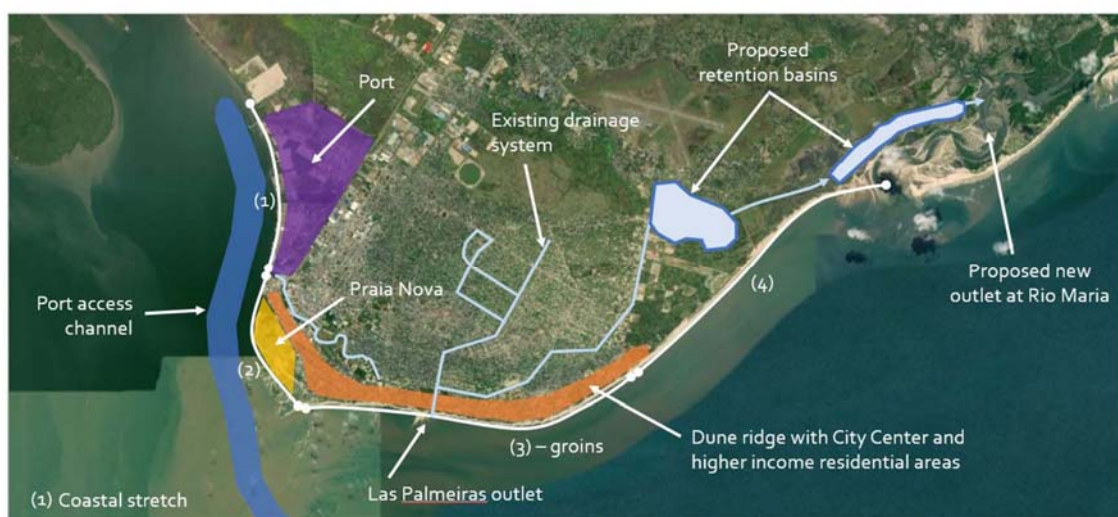 Port
Existing drainage
system
Proposed
retention basins
(1)
Port access
channel
Praia Nova
(2)
(4)
Proposed new
outlet at Rio Maria
(3) – groins
Dune ridge with City Center and
higher income residential areas
Las Palmeiras outlet
(1) Coastal stretch